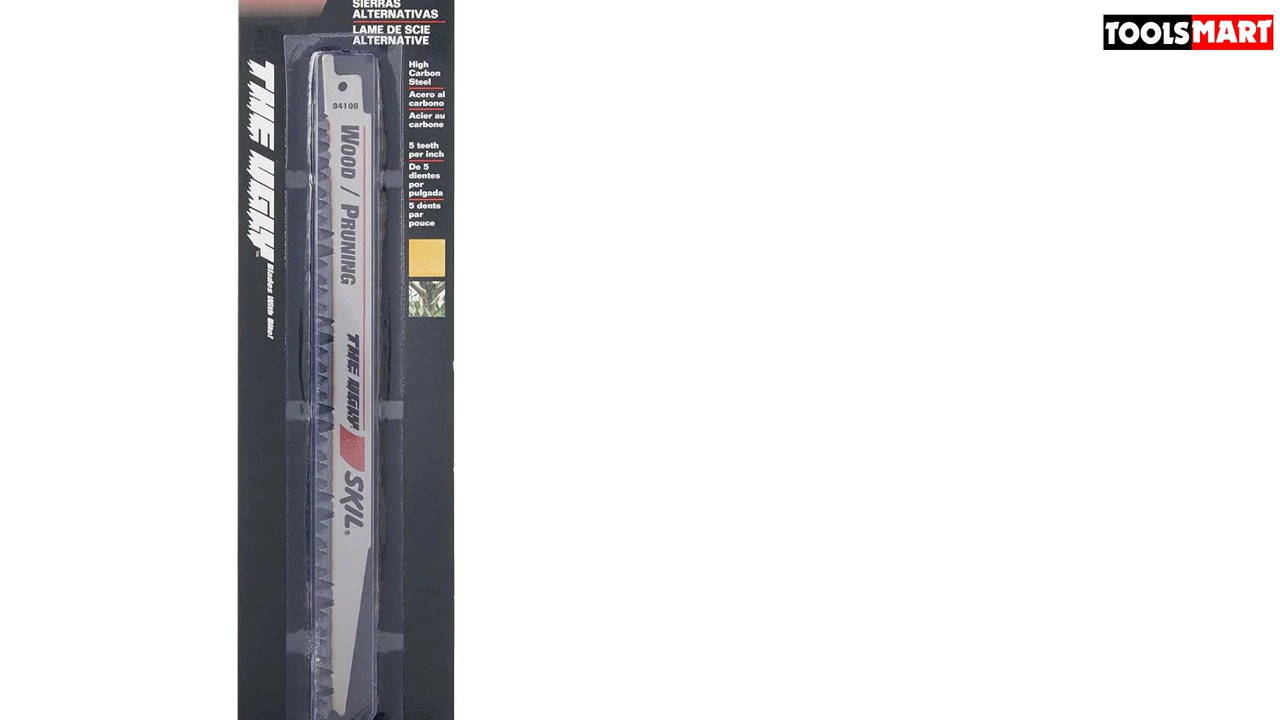 SIERRAS
ALTERNATIVAS
LAME DE SCIE
ALTERNATIVE
TOOLSMART
THE UGLY™
Blades With Bite!
94100
WOOD / PRUNING
THE UGLY
SKIL®
High
Carbon
Steel
Acero al
carbono
Acier au
carbone
5 teeth
per inch
De 5
dientes
por
pulgada
5 dents
par
pouce